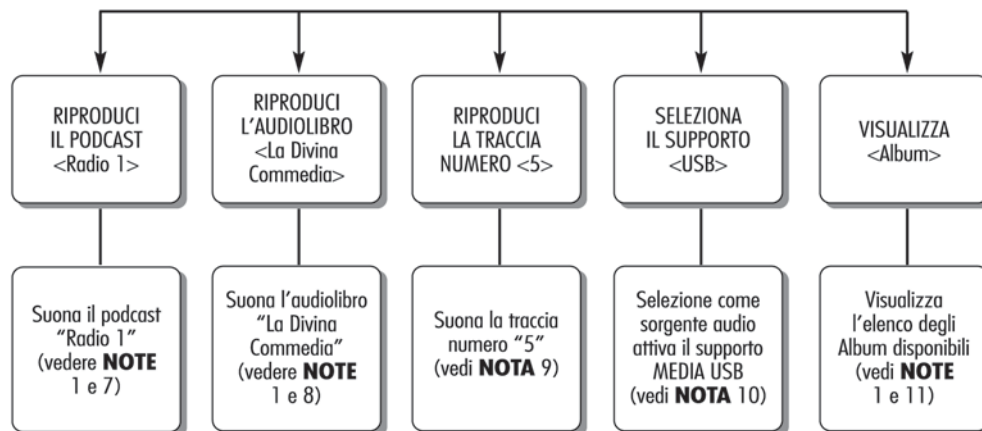 RIPRODUCI
IL PODCAST
<Radio 1>
RIPRODUCI
L'AUDIOLIBRO
<La Divina
Commedia>
RIPRODUCI
LA TRACCIA
NUMERO <5>
SELEZIONA
IL SUPPORTO
<USB>
VISUALIZZA
<Album>
Suona il podcast
“Radio 1”
(vedere NOTE
1 e 7)
Suona l'audiolibro
“La Divina
Commedia”
(vedere NOTE
1 e 8)
Suona la traccia
numero “5”
(vedi NOTA 9)
Selezione come
sorgente audio
attiva il supporto
MEDIA USB
(vedi NOTA 10)
Visualizza
l'elenco degli
Album disponibili
(vedi NOTE
1 e 11)